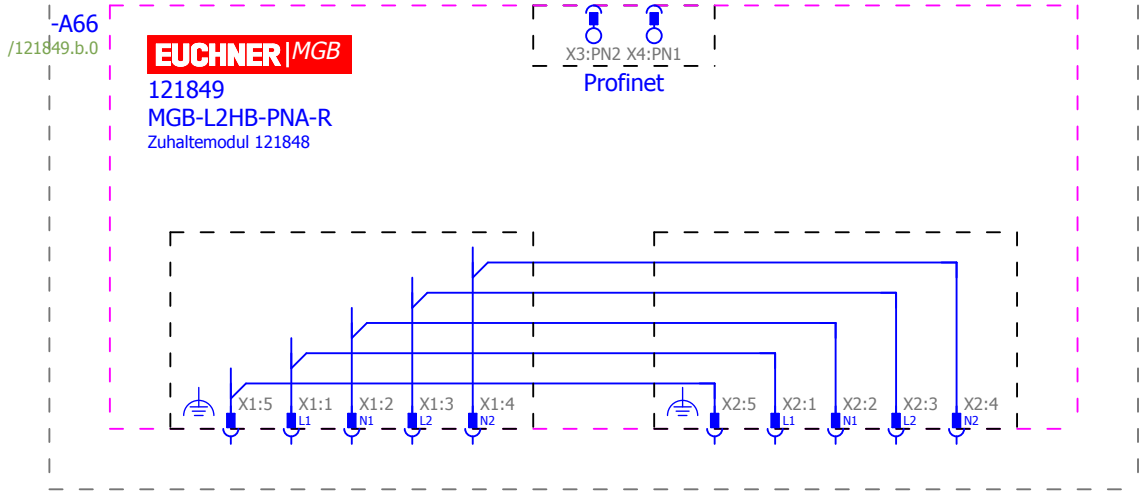 -A66
/121849.b.0
EUCHNER|MGB
121849
MGB-L2HB-PNA-R
Zuhaltemodul 121848
X3:PN2 X4:PN1
Profinet
X1:5 X1:1 X1:2 X1:3 X1:4 X2:5 X2:1 X2:2 X2:3 X2:4
L1 N1 L2 N2 L1 N1 L2 N2